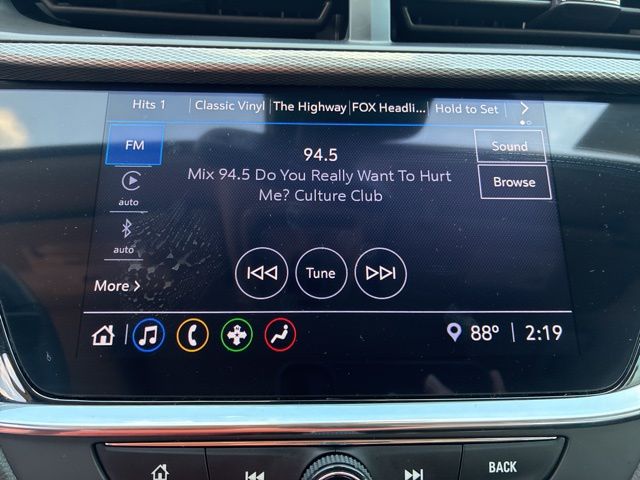 Hits 1 Classic Vinyl The Highway FOX Headli... Hold to Set
FM
94.5
Sound
Mix 94.5 Do You Really Want To Hurt
Me? Culture Club
Browse
auto
auto
Tune
More
88° 2:19
BACK